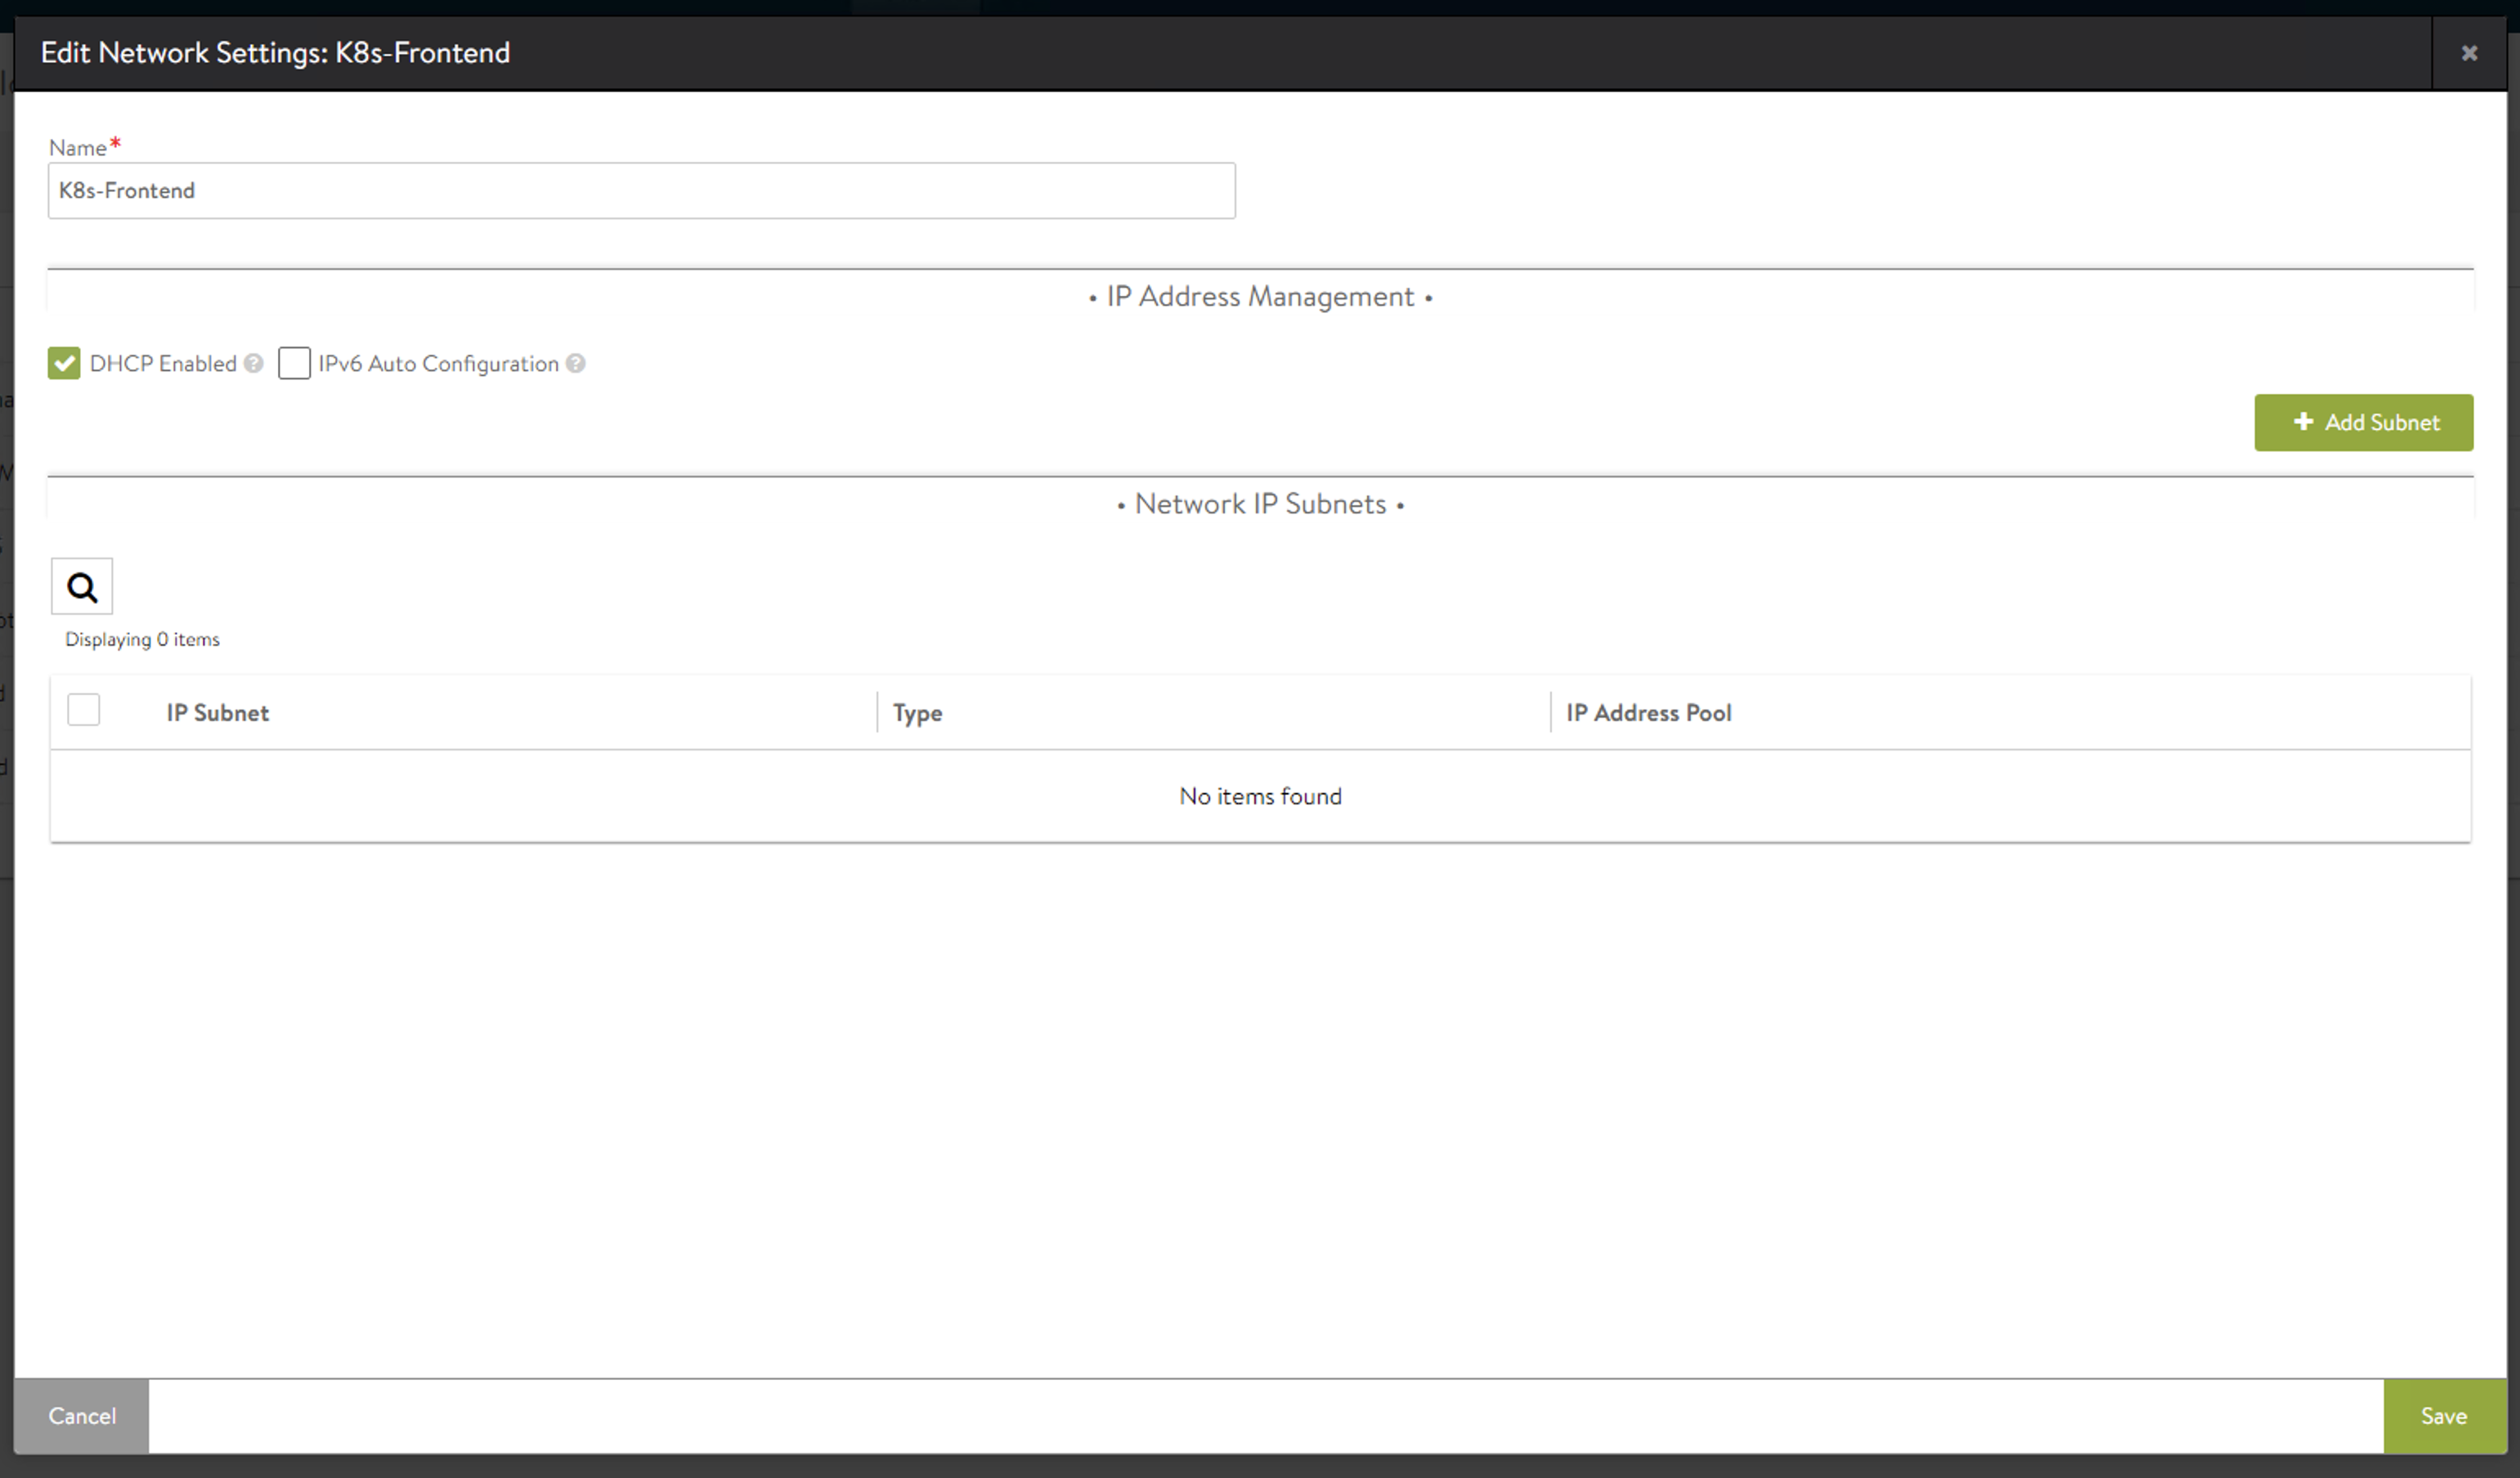 Edit Network Settings: K8s-Frontend
Name*
K8s-Frontend
• IP Address Management •
DHCP Enabled ? IPv6 Auto Configuration ?
+ Add Subnet
• Network IP Subnets •
Displaying 0 items
IP Subnet Type IP Address Pool
No items found
Cancel Save